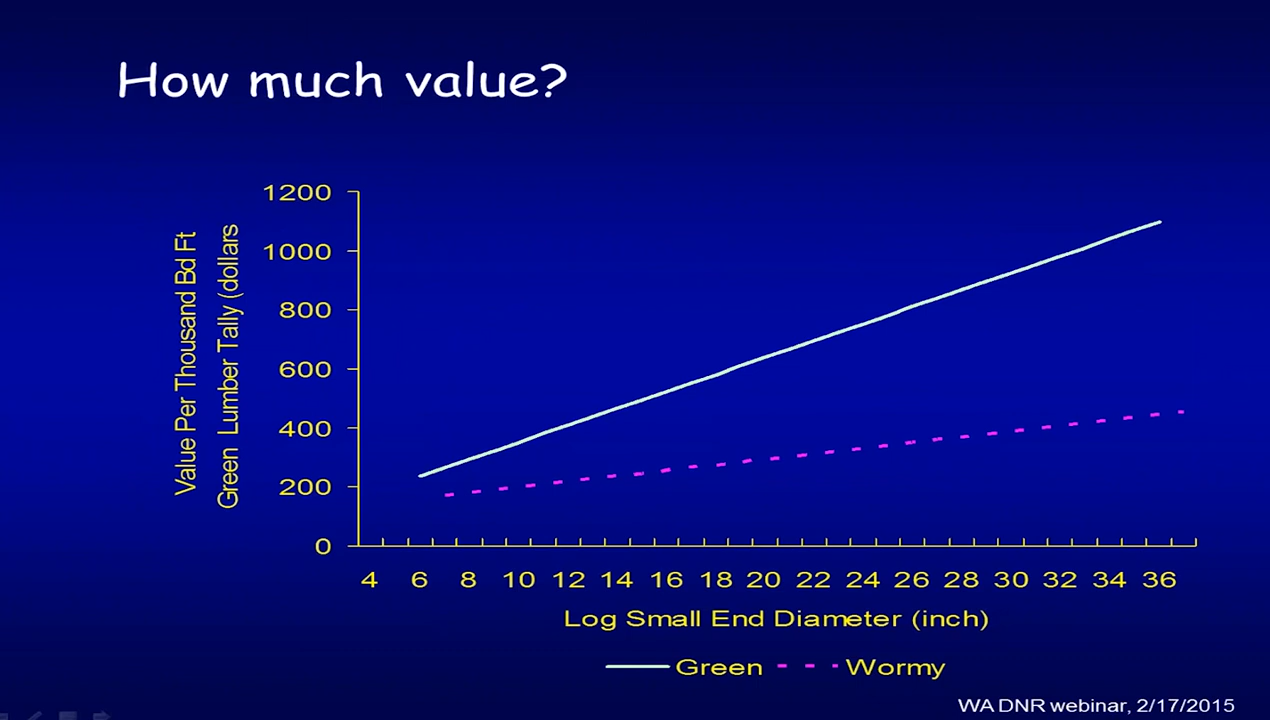 How much value?
Value Per Thousand Bd Ft
Green Lumber Tally (dollars
1200
1000
800
600
400
200
0
4 6 8 10 12 14 16 18 20 22 24 26 28 30 32 34 36
Log Small End Diameter (inch)
Green Wormy
WA DNR webinar, 2/17/2015